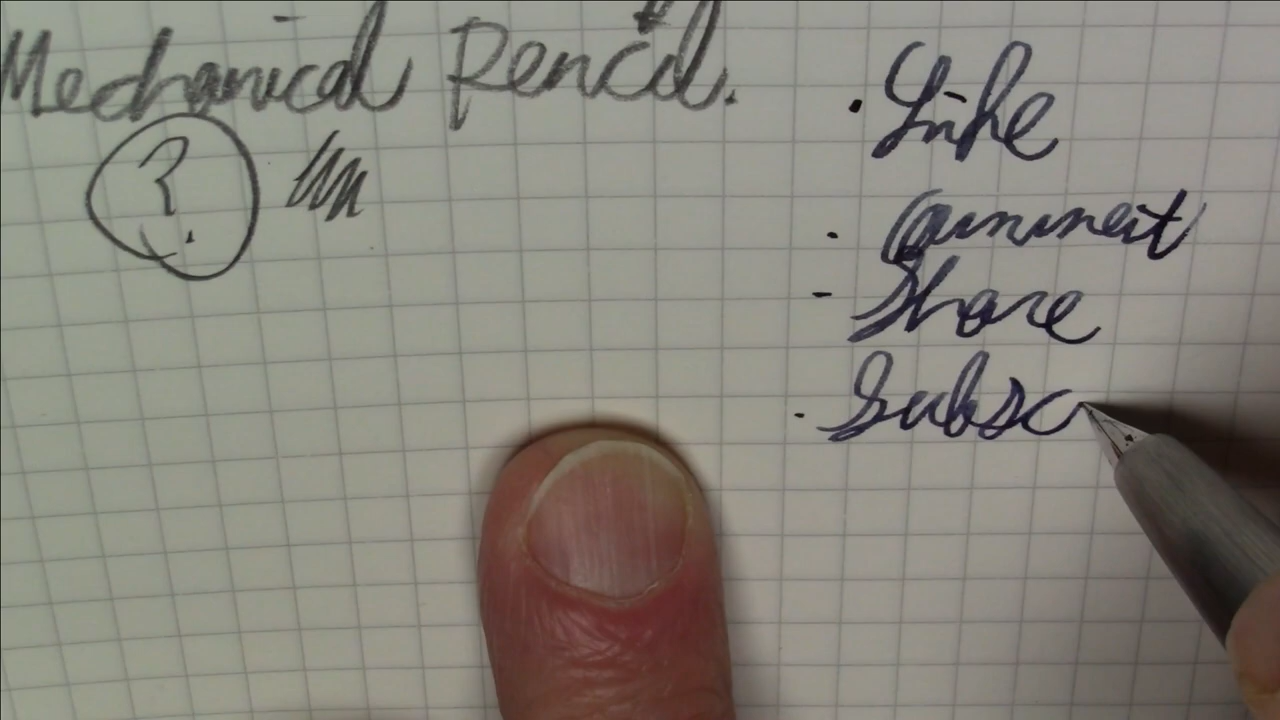 Mechanical Pencil.
?
· Like
· Comment
- Share
· Subsc